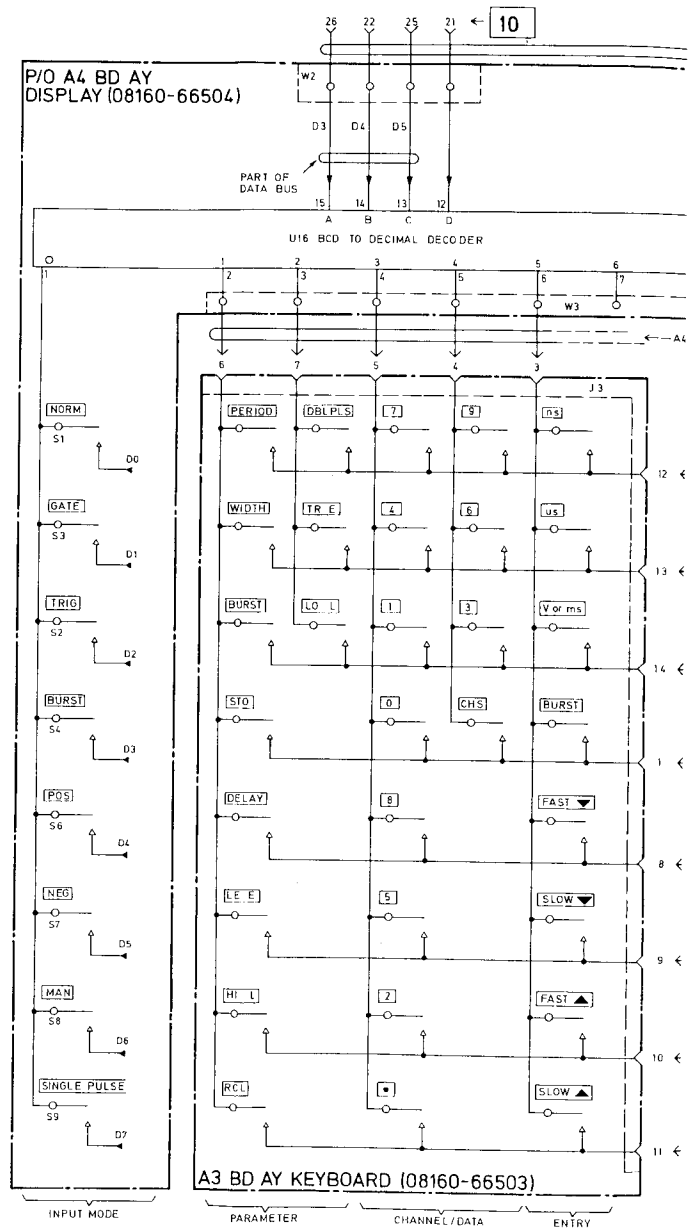 26 22 25 21 ← 10
P/O A4 BD AY
DISPLAY (08160-66504)
W2
D3 D4 D5
PART OF
DATA BUS
15 14 13 12
A B C D
U16 BCD TO DECIMAL DECODER
0 1 2 3 4 5 6
1 2 3 4 5 6 7
W3
A4
6 7 5 4 3
J3
NORM PERIOD DBLPLS 7 9 ns
S1
D0 12
GATE WIDTH TR E 4 6 us
S3
D1 13
TRIG BURST LO L 1 3 V or ms
S2
D2 14
BURST STO 0 CHS BURST
S4
D3 1
POS DELAY 8 FAST ▼
S6
D4 8
NEG LE E 5 SLOW ▼
S7
D5 9
MAN HI L 2 FAST ▲
S8
D6 10
SINGLE PULSE RCL • SLOW ▲
S9
D7 11
A3 BD AY KEYBOARD (08160-66503)
INPUT MODE PARAMETER CHANNEL/DATA ENTRY